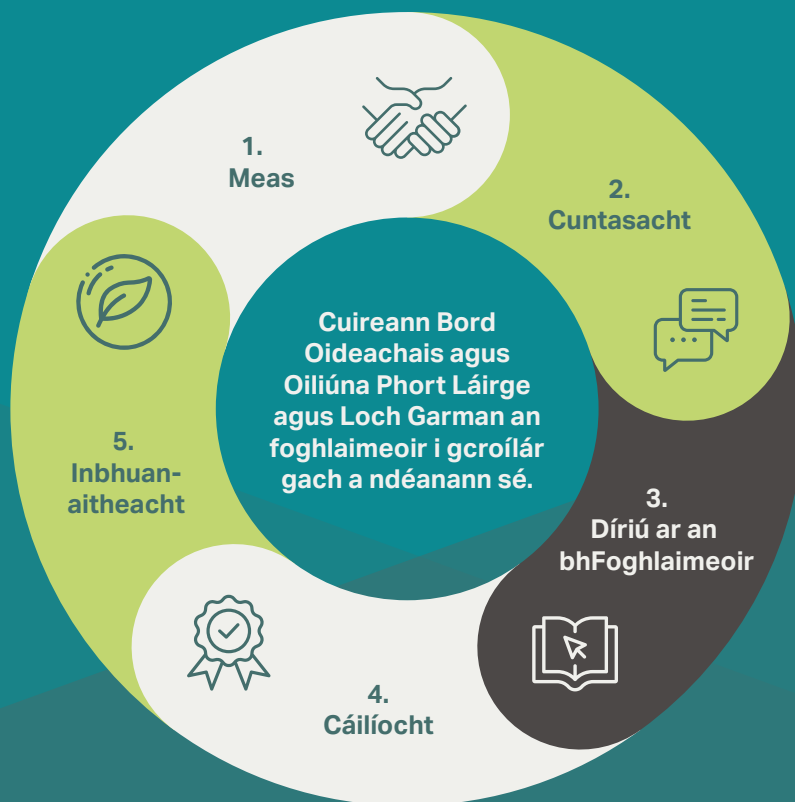 1.
Meas
2.
Cuntasacht
Cuireann Bord
Oideachais agus
Oiliúna Phort Láirge
agus Loch Garman an
foghlaimeoir i gcroílár
gach a ndéanann sé.
3.
Díriú ar an
bhFoghlaimeoir
4.
Cáilíocht
5.
Inbhuan-
aitheacht